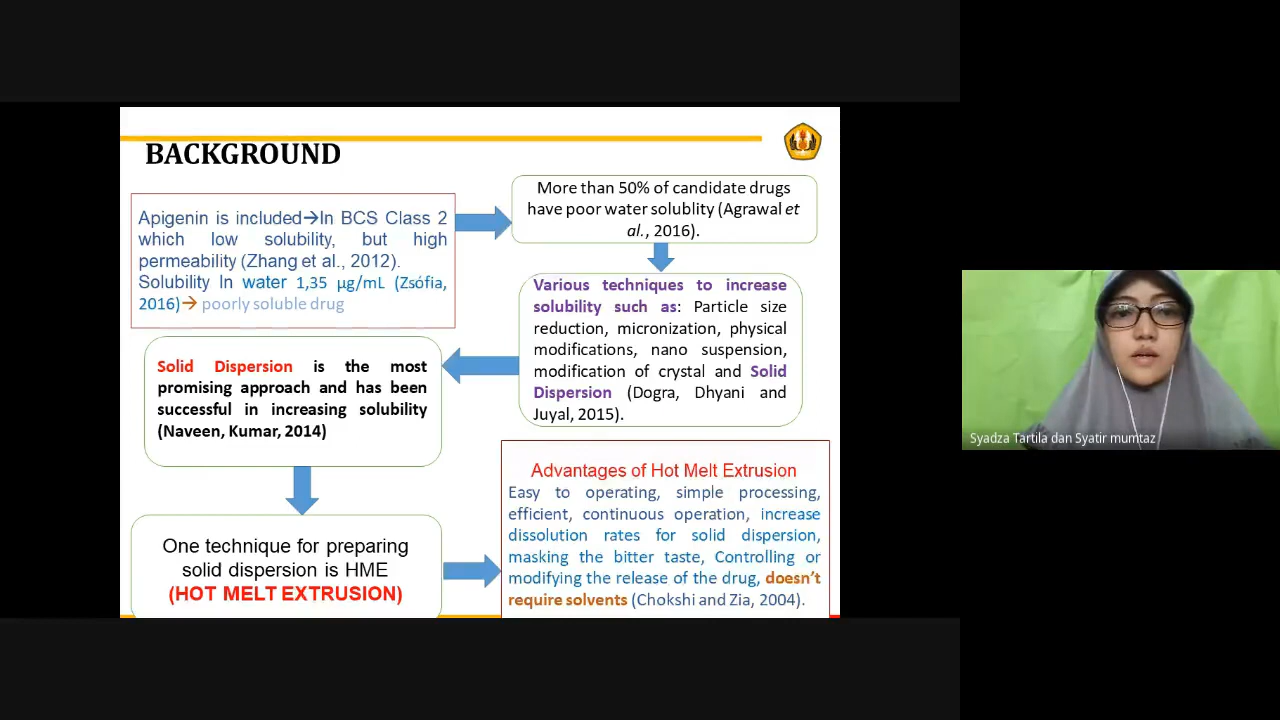 BACKGROUND
Apigenin is included→In BCS Class 2
which low solubility, but high
permeability (Zhang et al., 2012).
Solubility In water 1,35 µg/mL (Zsófia,
2016)→ poorly soluble drug
More than 50% of candidate drugs
have poor water solublity (Agrawal et
al., 2016).
Various techniques to increase
solubility such as: Particle size
reduction, micronization, physical
modifications, nano suspension,
modification of crystal and Solid
Dispersion (Dogra, Dhyani and
Juyal, 2015).
Solid Dispersion is the most
promising approach and has been
successful in increasing solubility
(Naveen, Kumar, 2014)
One technique for preparing
solid dispersion is HME
(HOT MELT EXTRUSION)
Advantages of Hot Melt Extrusion
Easy to operating, simple processing,
efficient, continuous operation, increase
dissolution rates for solid dispersion,
masking the bitter taste, Controlling or
modifying the release of the drug, doesn't
require solvents (Chokshi and Zia, 2004).
Syadza Tartila dan Syatir mumtaz